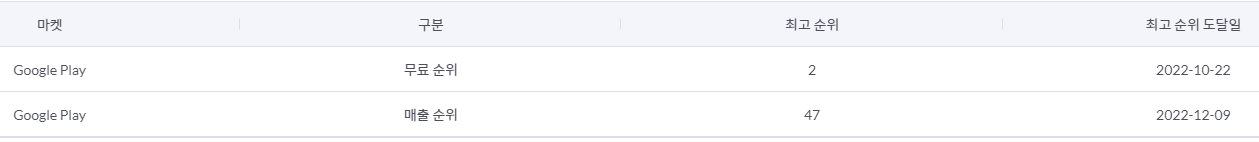 마켓 구분 최고 순위 최고 순위 도달일
Google Play 무료 순위 2 2022-10-22
Google Play 매출 순위 47 2022-12-09